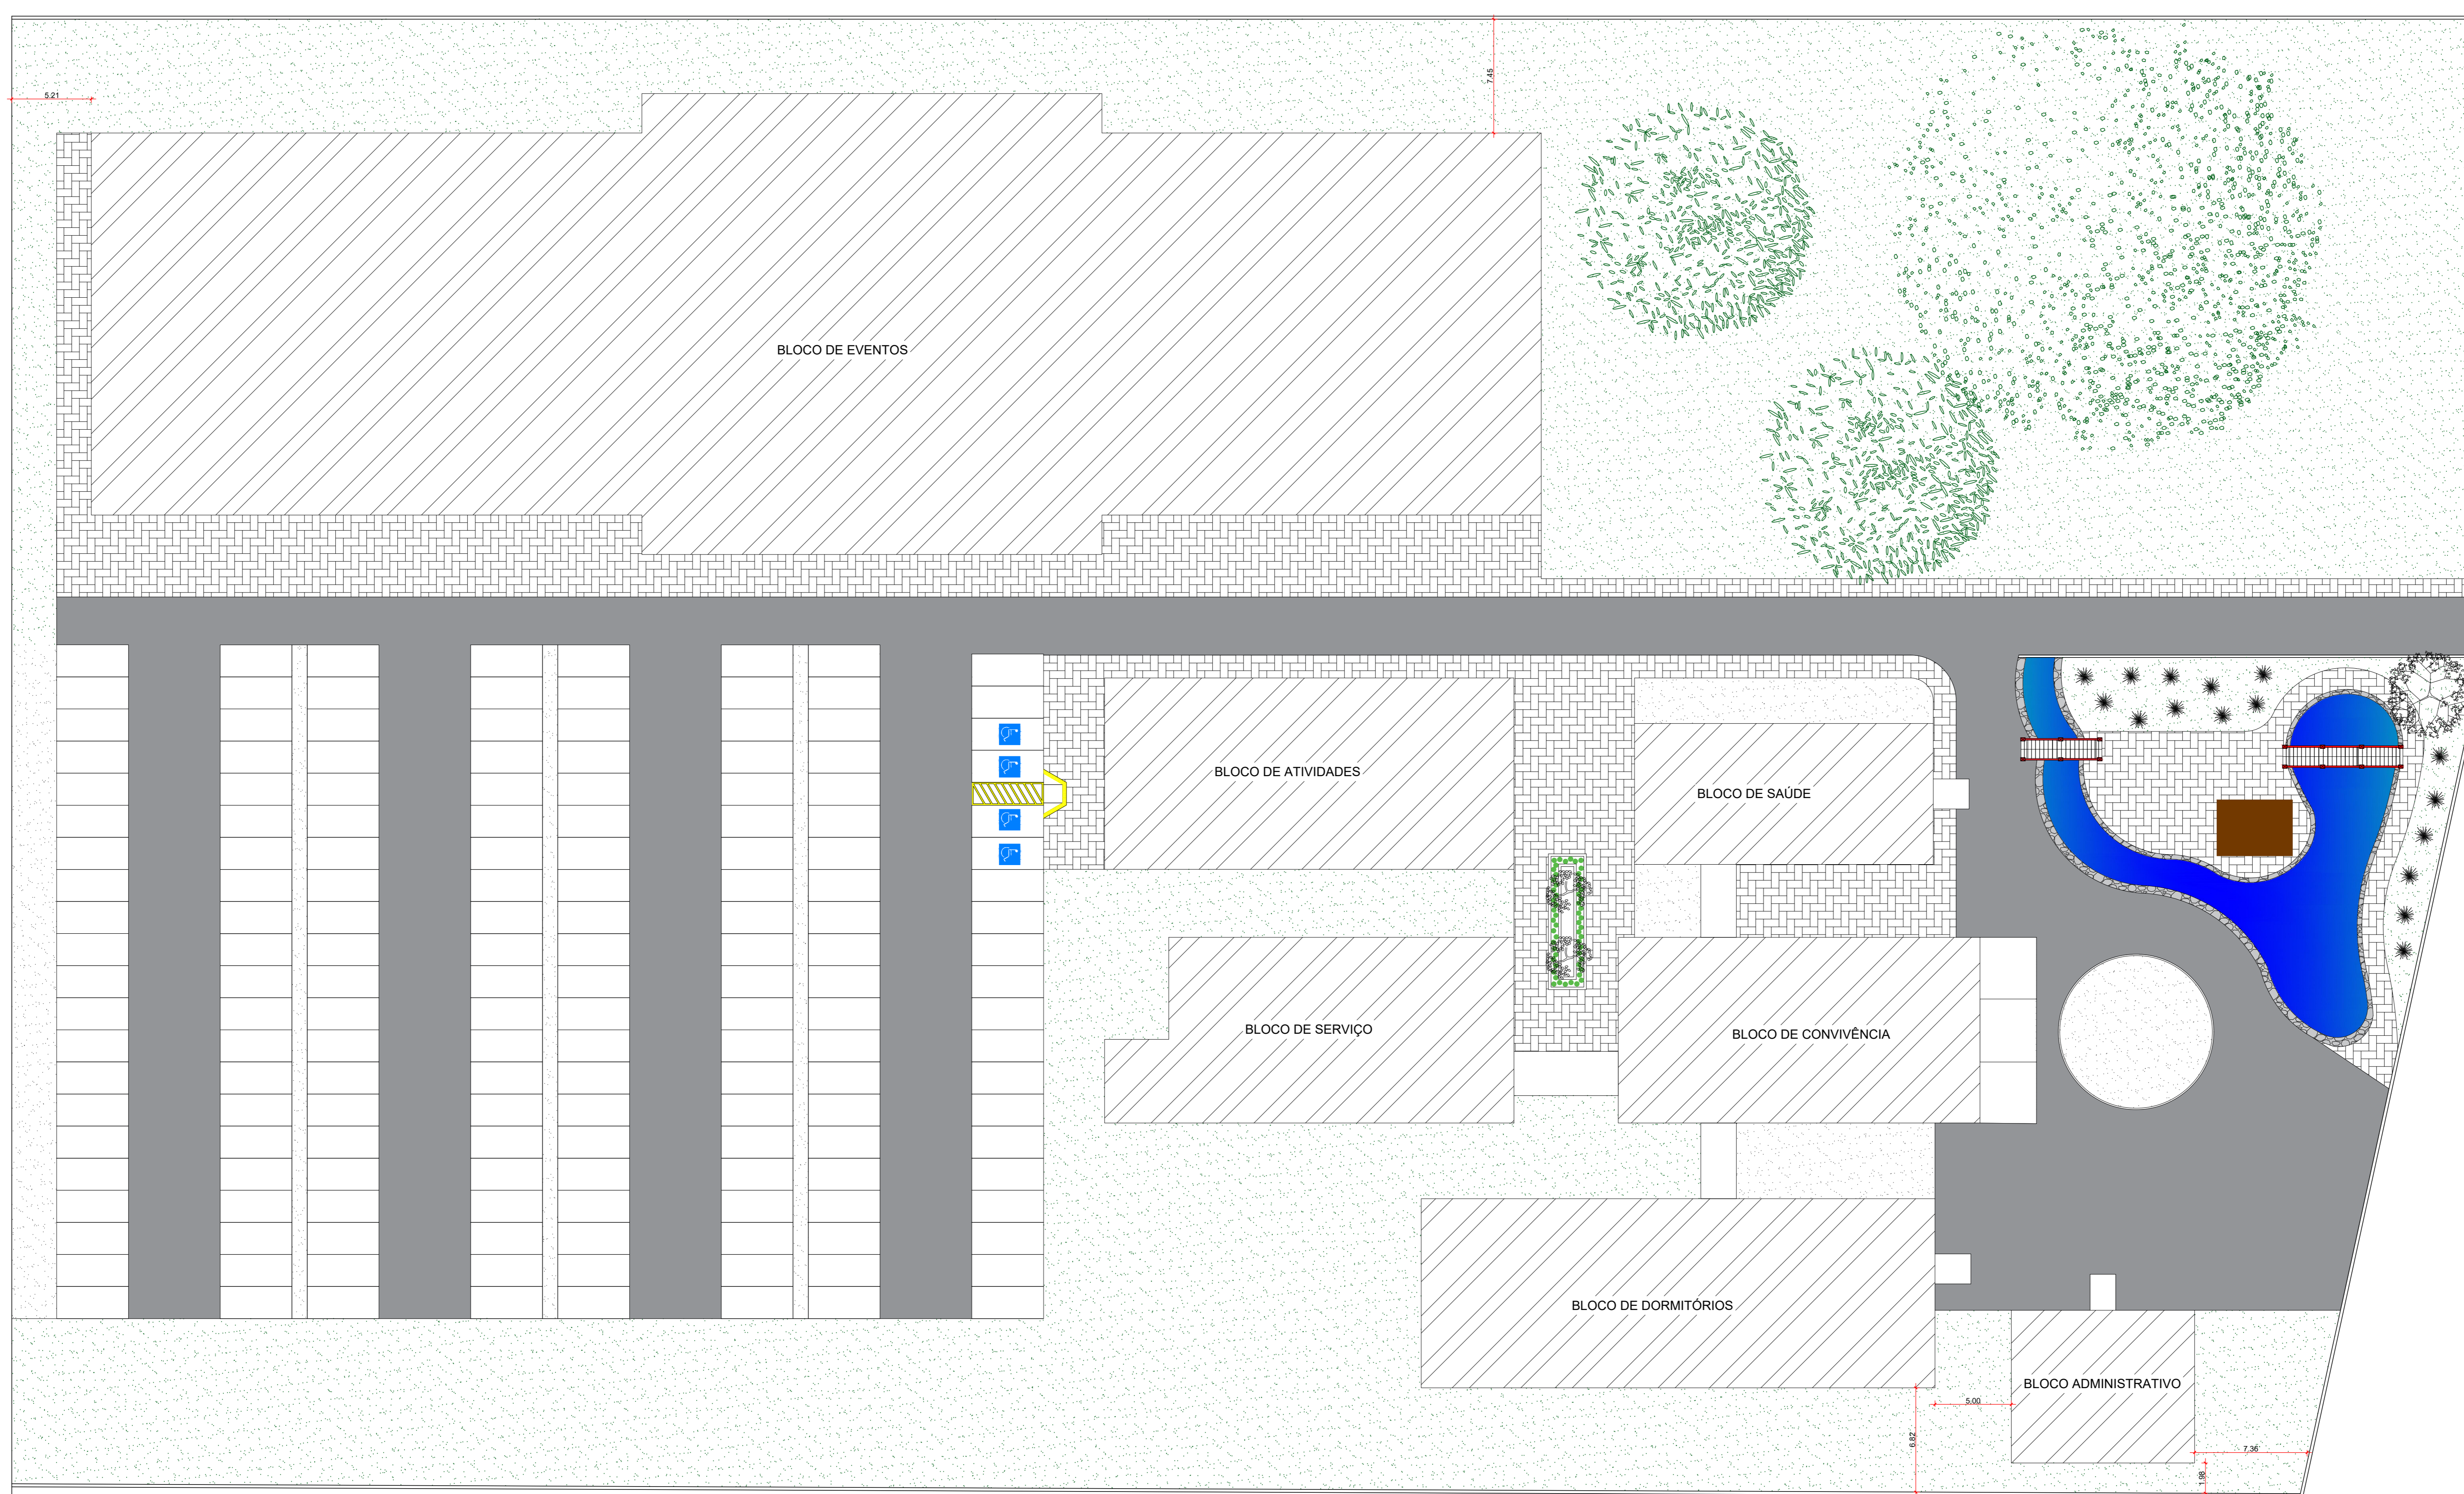 7.45
5.21
BLOCO DE EVENTOS
BLOCO DE ATIVIDADES
BLOCO DE SAÚDE
BLOCO DE SERVIÇO
BLOCO DE CONVIVÊNCIA
BLOCO DE DORMITÓRIOS
BLOCO ADMINISTRATIVO
5.00
6.82
7.36
1.98